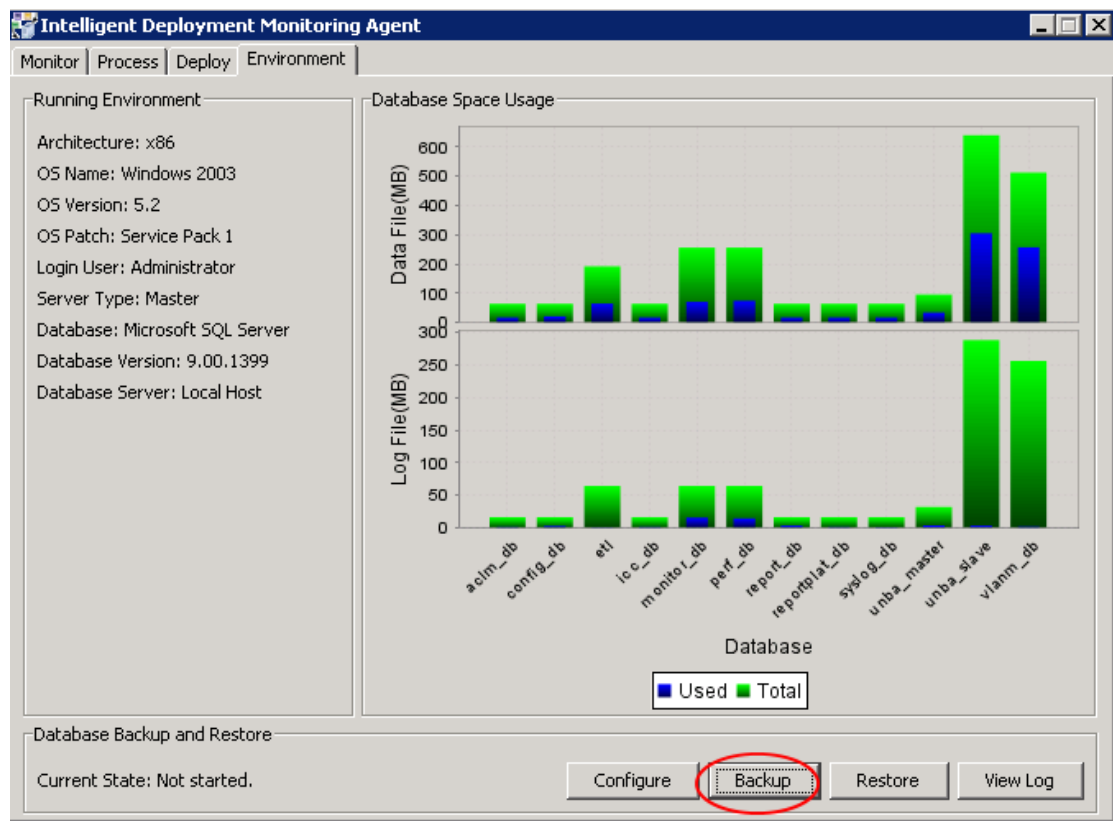 Intelligent Deployment Monitoring Agent
Monitor Process Deploy Environment
Running Environment
Architecture: x86
OS Name: Windows 2003
OS Version: 5.2
OS Patch: Service Pack 1
Login User: Administrator
Server Type: Master
Database: Microsoft SQL Server
Database Version: 9.00.1399
Database Server: Local Host
Database Space Usage
Data File(MB)
600
500
400
300
200
100
0
Log File(MB)
300
250
200
150
100
50
0
aclm_db
config_db
etl
icc_db
monitor_db
perf_db
report_db
reportplat_db
syslog_db
unba_master
unba_slave
vlanm_db
Database
Used Total
Database Backup and Restore
Current State: Not started.
Configure Backup Restore View Log